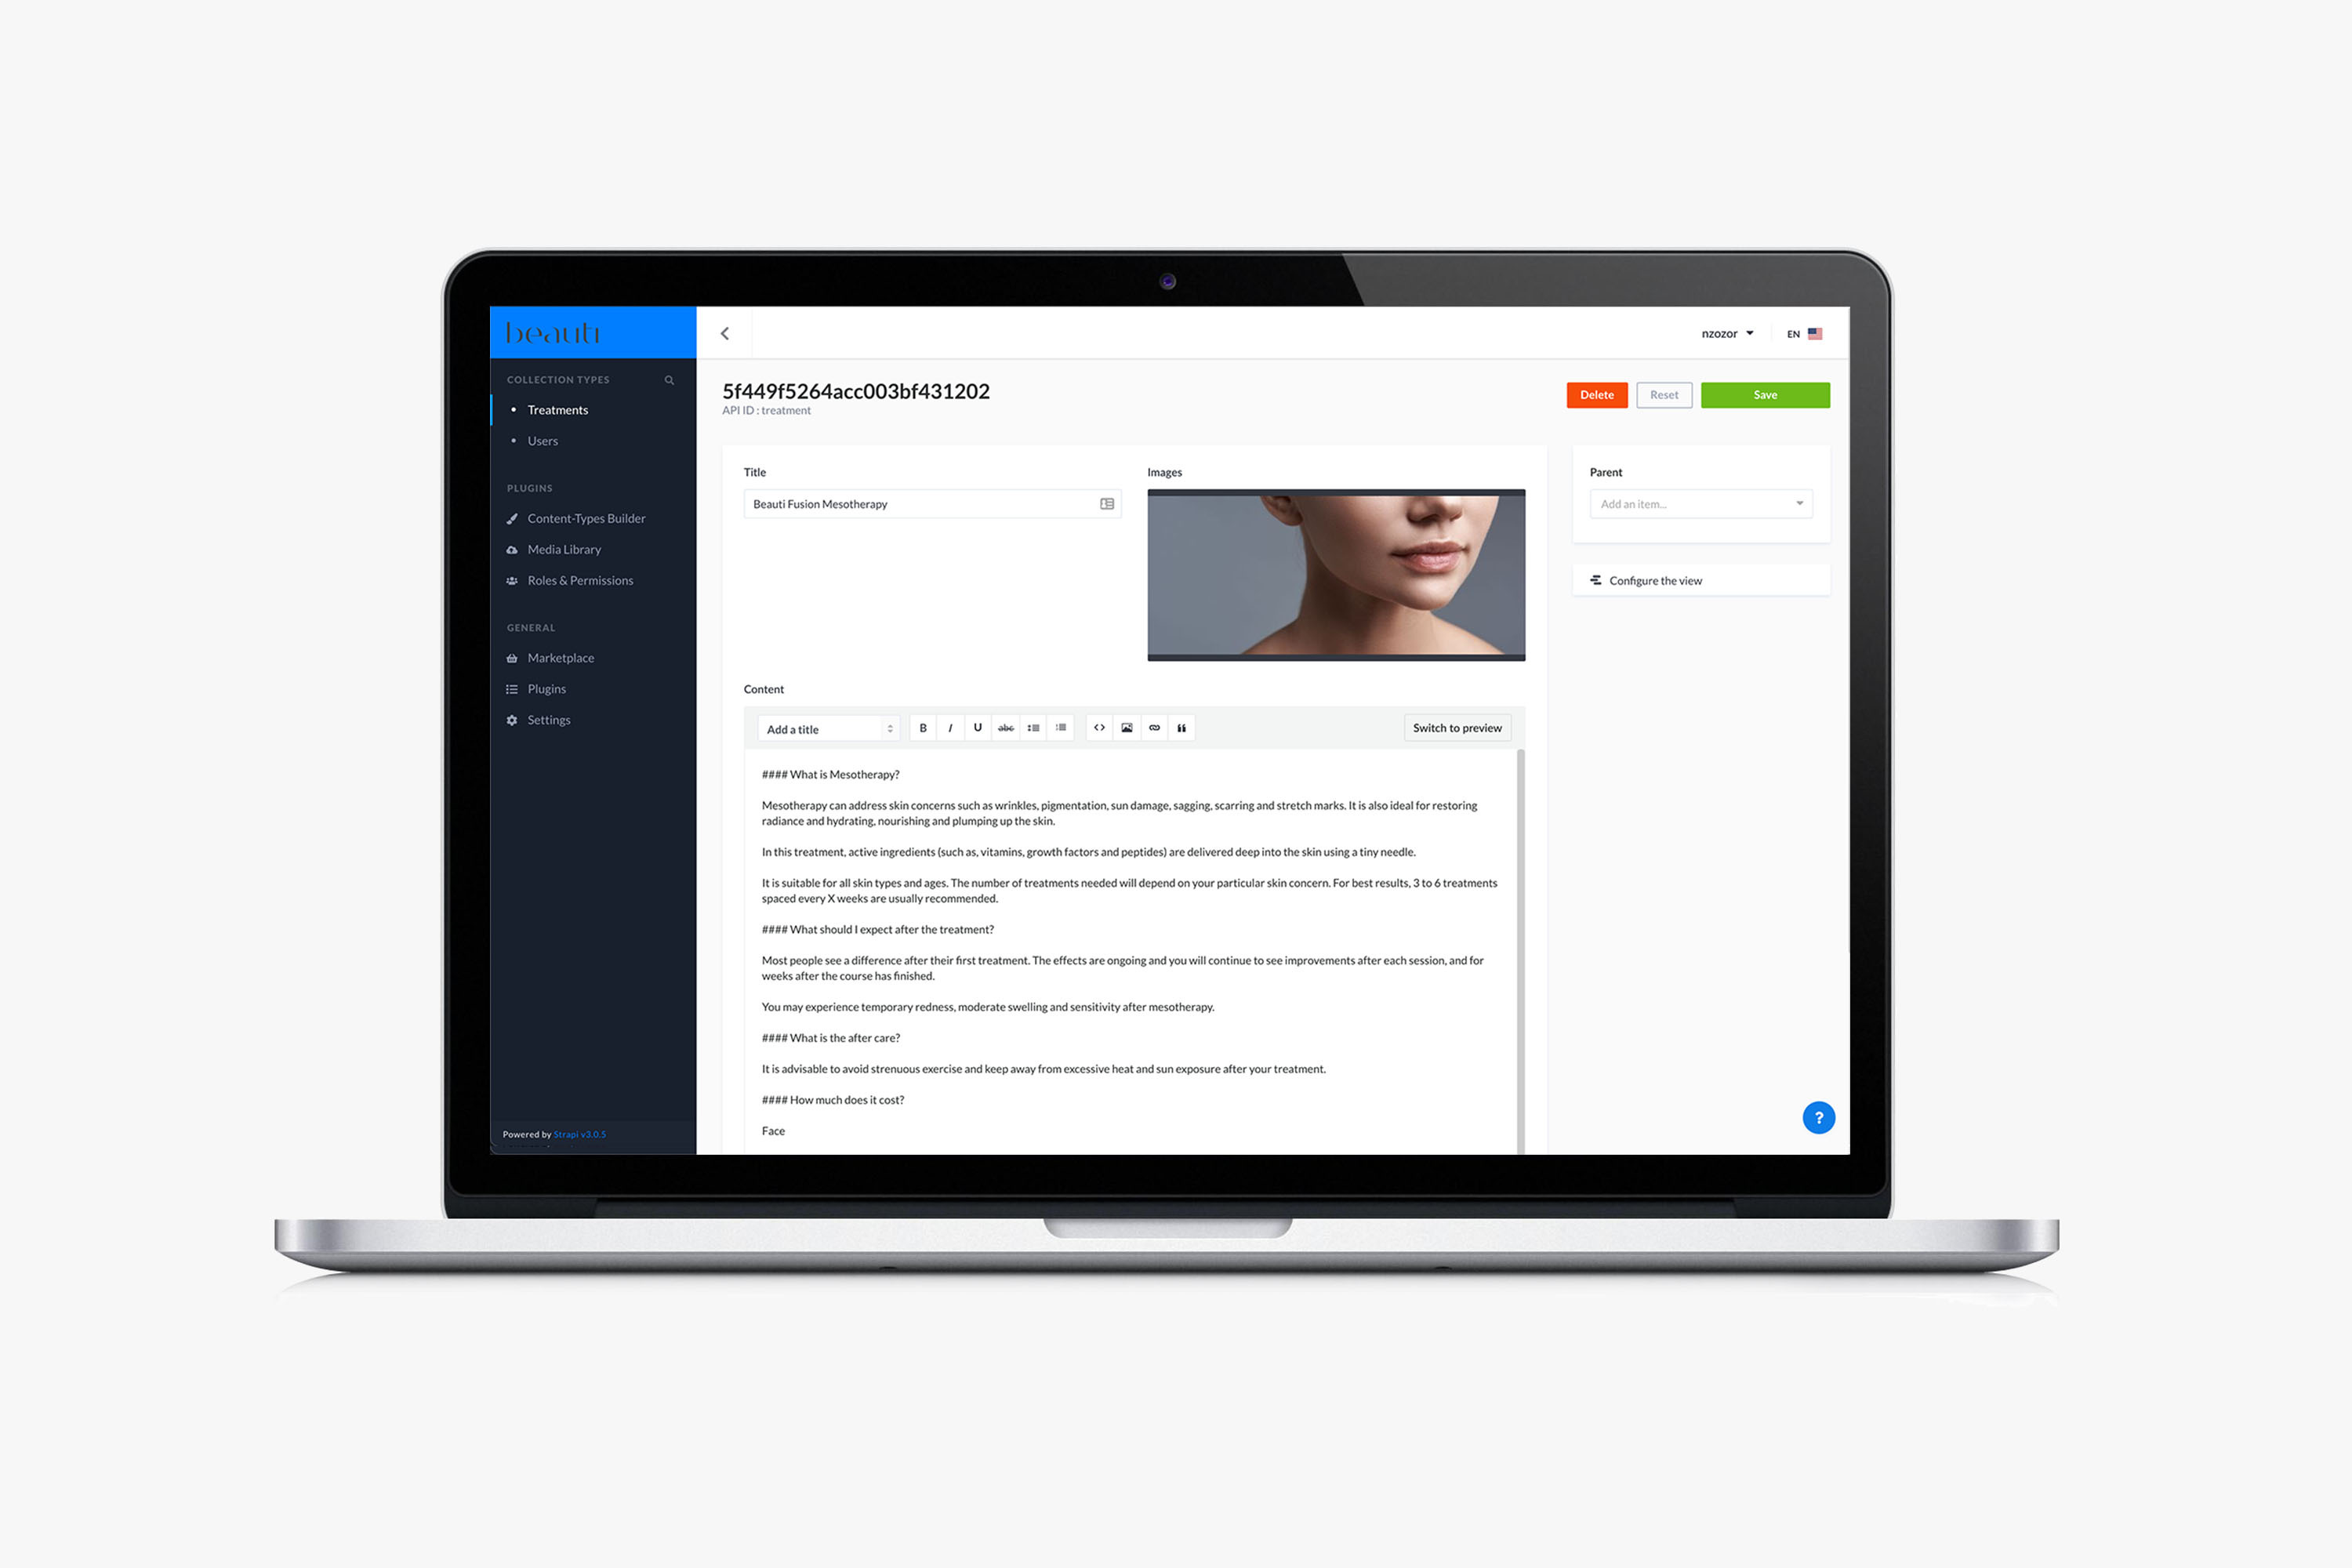 beauti
nzozor
EN
COLLECTION TYPES
Treatments
Users
PLUGINS
Content-Types Builder
Media Library
Roles & Permissions
GENERAL
Marketplace
Plugins
Settings
Powered by Strapi v3.0.5
5f449f5264acc003bf431202
API ID : treatment
Delete
Reset
Save
Title
Beauti Fusion Mesotherapy
Images
Parent
Add an item...
Configure the view
Content
Add a title
B I U abc
Switch to preview
#### What is Mesotherapy?
Mesotherapy can address skin concerns such as wrinkles, pigmentation, sun damage, sagging, scarring and stretch marks. It is also ideal for restoring
radiance and hydrating, nourishing and plumping up the skin.
In this treatment, active ingredients (such as, vitamins, growth factors and peptides) are delivered deep into the skin using a tiny needle.
It is suitable for all skin types and ages. The number of treatments needed will depend on your particular skin concern. For best results, 3 to 6 treatments
spaced every X weeks are usually recommended.
#### What should I expect after the treatment?
Most people see a difference after their first treatment. The effects are ongoing and you will continue to see improvements after each session, and for
weeks after the course has finished.
You may experience temporary redness, moderate swelling and sensitivity after mesotherapy.
#### What is the after care?
It is advisable to avoid strenuous exercise and keep away from excessive heat and sun exposure after your treatment.
#### How much does it cost?
Face
?